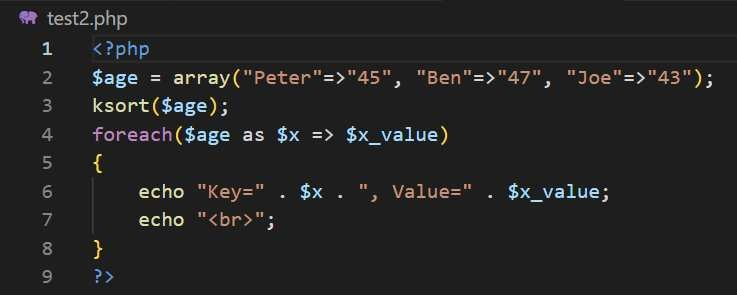 test2.php
1 <?php
2 $age = array("Peter"=>"45", "Ben"=>"47", "Joe"=>"43");
3 ksort($age);
4 foreach($age as $x => $x_value)
5 {
6     echo "Key=" . $x . ", Value=" . $x_value;
7     echo "<br>";
8 }
9 ?>